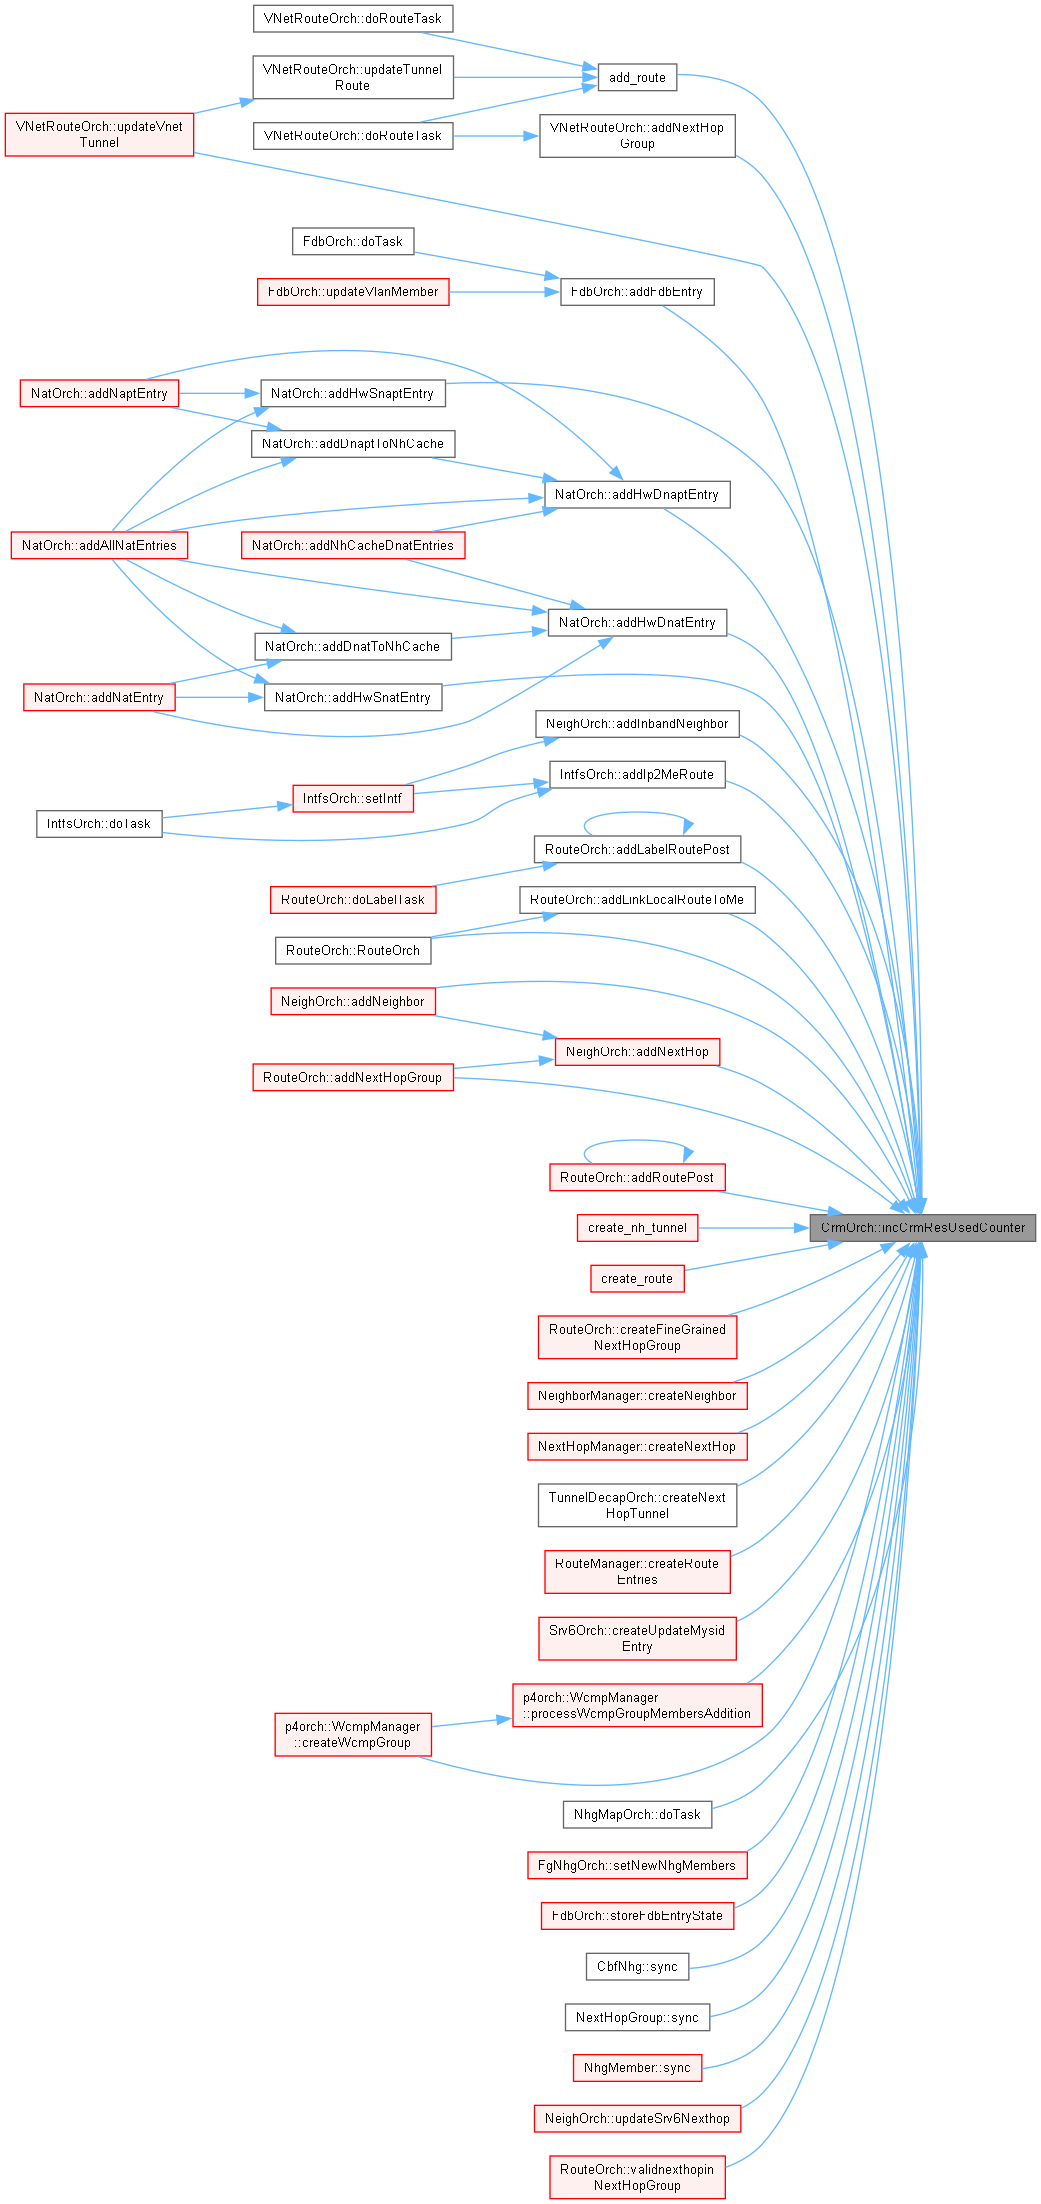 VNetRouteOrch::doRouteTask
VNetRouteOrch::updateTunnel
Route
add_route
VNetRouteOrch::updateVnet
Tunnel
VNetRouteOrch::doRouteTask
VNetRouteOrch::addNextHop
Group
FdbOrch::doTask
FdbOrch::updateVlanMember
FdbOrch::addFdbEntry
NatOrch::addNaptEntry
NatOrch::addHwSnaptEntry
NatOrch::addDnaptToNhCache
NatOrch::addHwDnaptEntry
NatOrch::addAllNatEntries
NatOrch::addNhCacheDnatEntries
NatOrch::addHwDnatEntry
NatOrch::addDnatToNhCache
NatOrch::addNatEntry
NatOrch::addHwSnatEntry
NeighOrch::addInbandNeighbor
IntfsOrch::addIp2MeRoute
IntfsOrch::setIntf
IntfsOrch::doTask
RouteOrch::addLabelRoutePost
RouteOrch::doLabelTask
RouteOrch::addLinkLocalRouteToMe
RouteOrch::RouteOrch
NeighOrch::addNeighbor
NeighOrch::addNextHop
RouteOrch::addNextHopGroup
RouteOrch::addRoutePost
create_nh_tunnel
CrmOrch::incCrmResUsedCounter
create_route
RouteOrch::createFineGrained
NextHopGroup
NeighborManager::createNeighbor
NextHopManager::createNextHop
TunnelDecapOrch::createNext
HopTunnel
RouteManager::createRoute
Entries
Srv6Orch::createUpdateMysid
Entry
p4orch::WcmpManager
::processWcmpGroupMembersAddition
p4orch::WcmpManager
::createWcmpGroup
NhgMapOrch::doTask
FgNhgOrch::setNewNhgMembers
FdbOrch::storeFdbEntryState
CbfNhg::sync
NextHopGroup::sync
NhgMember::sync
NeighOrch::updateSrv6Nexthop
RouteOrch::validnexthopin
NextHopGroup